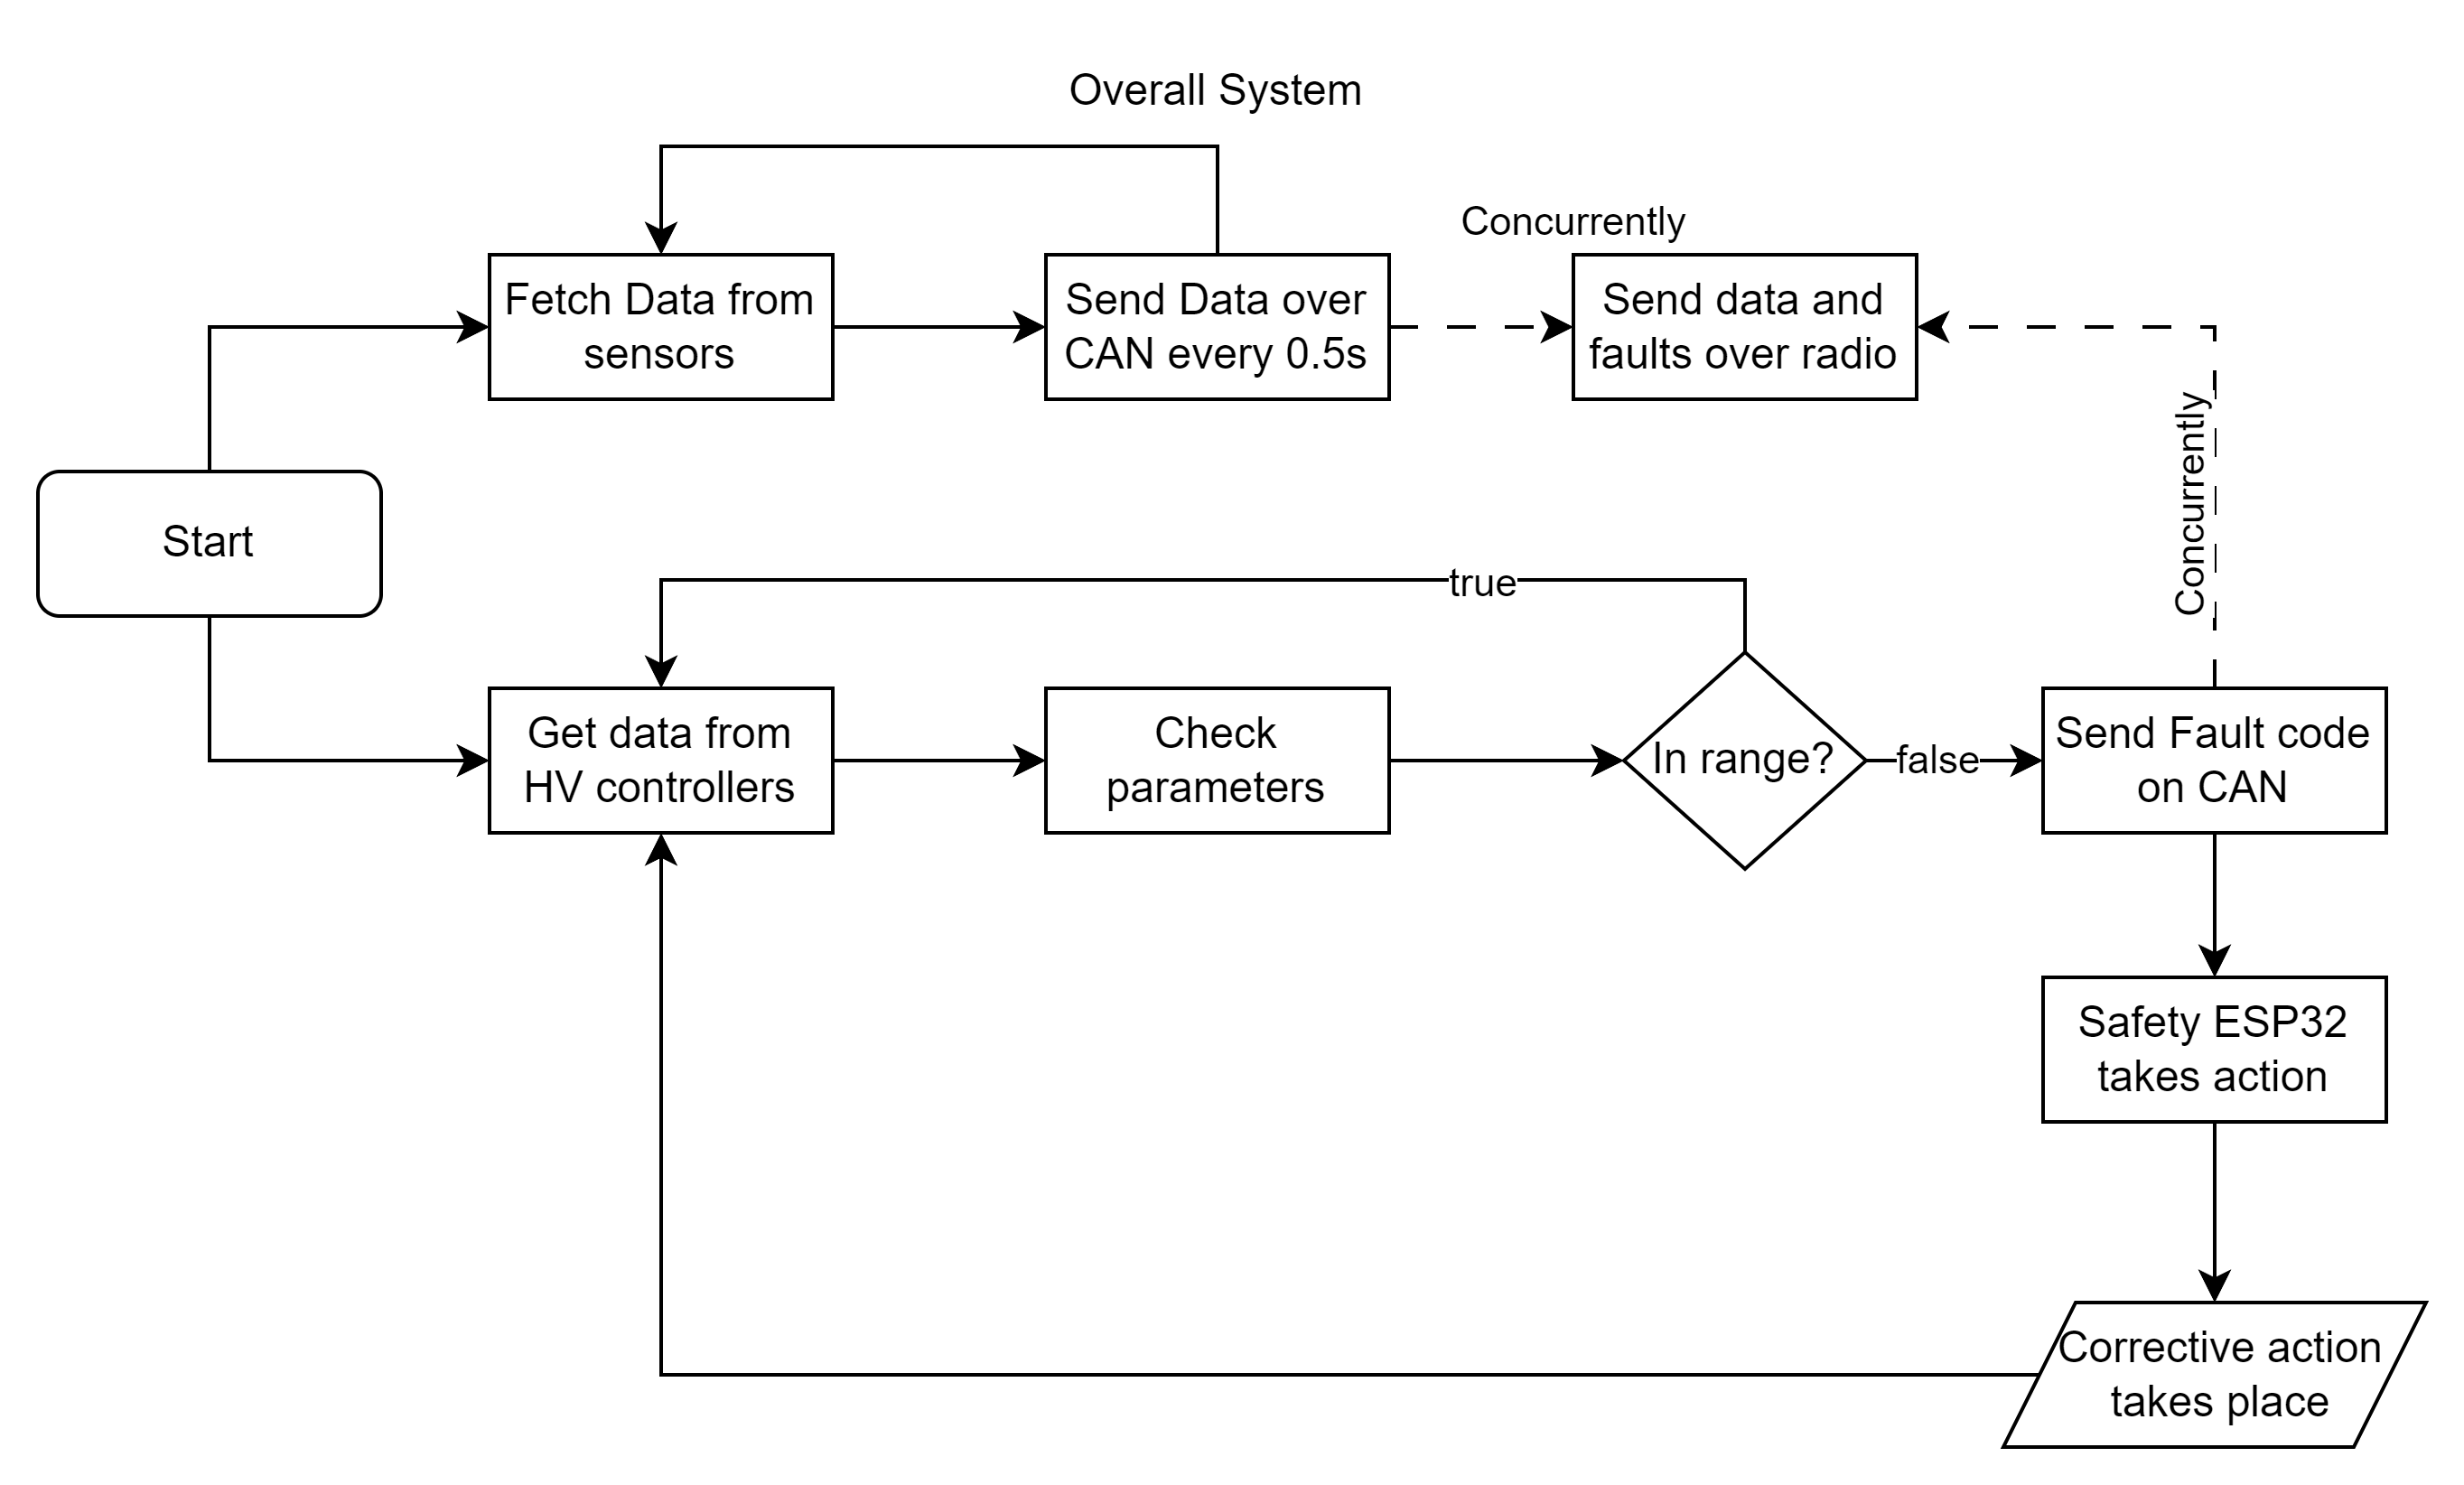 Overall System
Concurrently
Fetch Data from
sensors
Send Data over
CAN every 0.5s
Send data and
faults over radio
Concurrently
Start
true
Get data from
HV controllers
Check
parameters
In range?
false
Send Fault code
on CAN
Safety ESP32
takes action
Corrective action
takes place